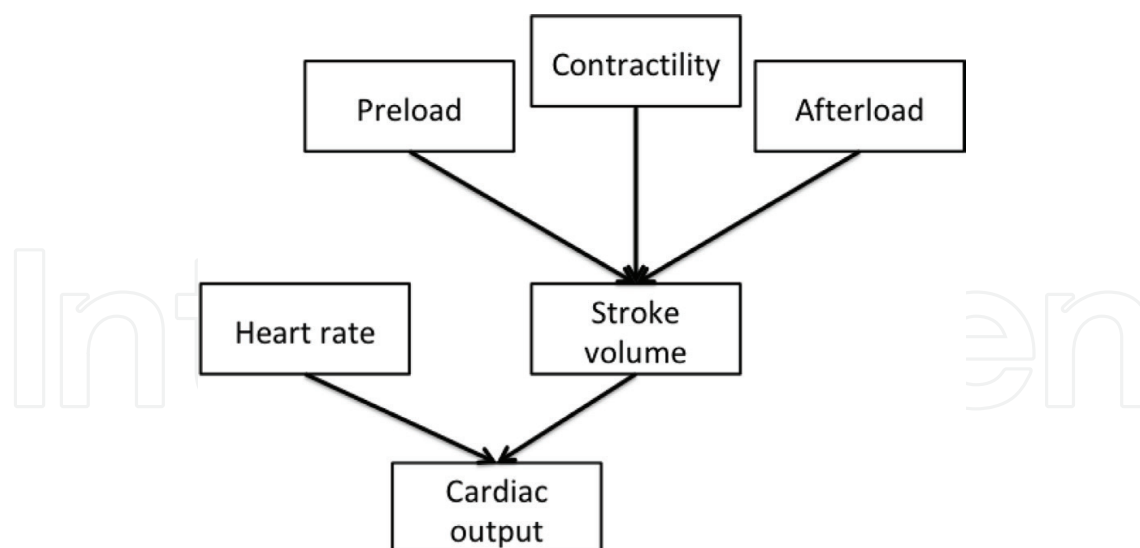 Contractility
Preload
Afterload
Heart rate
Stroke
volume
Cardiac
output